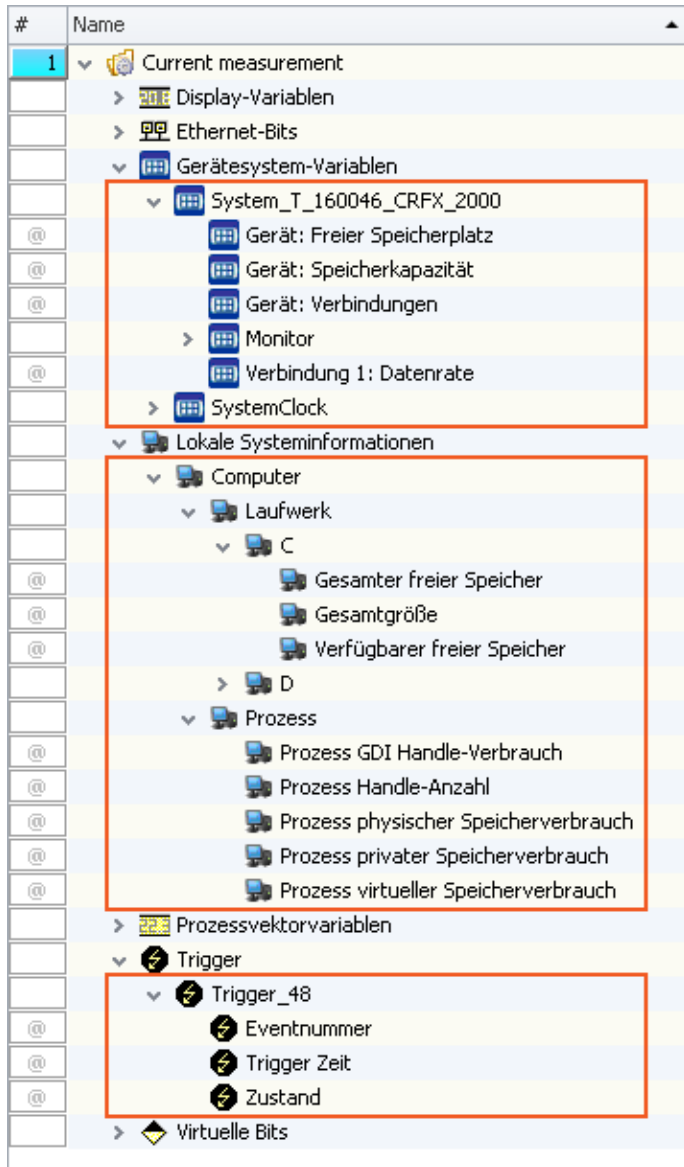 # Name
1 Current measurement
Display-Variablen
Ethernet-Bits
Gerätesystem-Variablen
System_T_160046_CRFX_2000
@ Gerät: Freier Speicherplatz
@ Gerät: Speicherkapazität
@ Gerät: Verbindungen
Monitor
@ Verbindung 1: Datenrate
SystemClock
Lokale Systeminformationen
Computer
Laufwerk
C
@ Gesamter freier Speicher
@ Gesamtgröße
@ Verfügbarer freier Speicher
D
Prozess
@ Prozess GDI Handle-Verbrauch
@ Prozess Handle-Anzahl
@ Prozess physischer Speicherverbrauch
@ Prozess privater Speicherverbrauch
@ Prozess virtueller Speicherverbrauch
22.3 Prozessvektorvariablen
Trigger
Trigger_48
@ Eventnummer
@ Trigger Zeit
@ Zustand
Virtuelle Bits